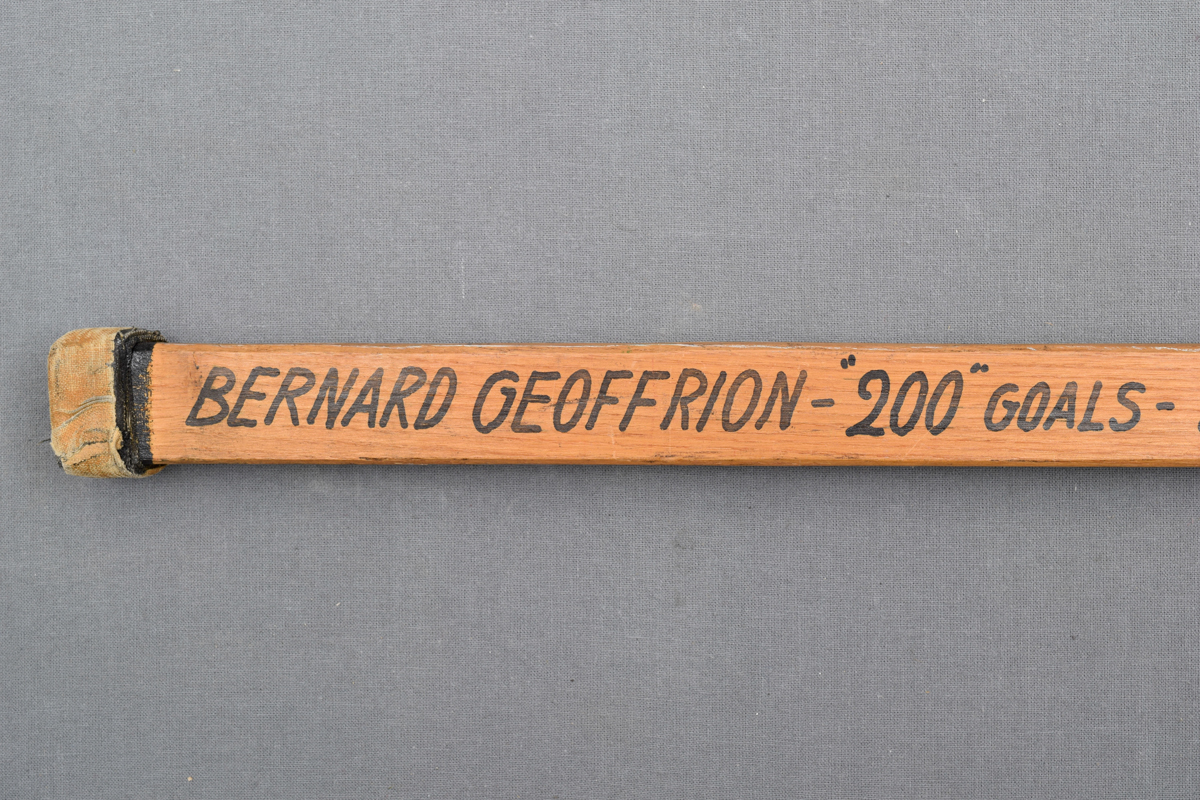 BERNARD GEOFFRION - "200" GOALS -